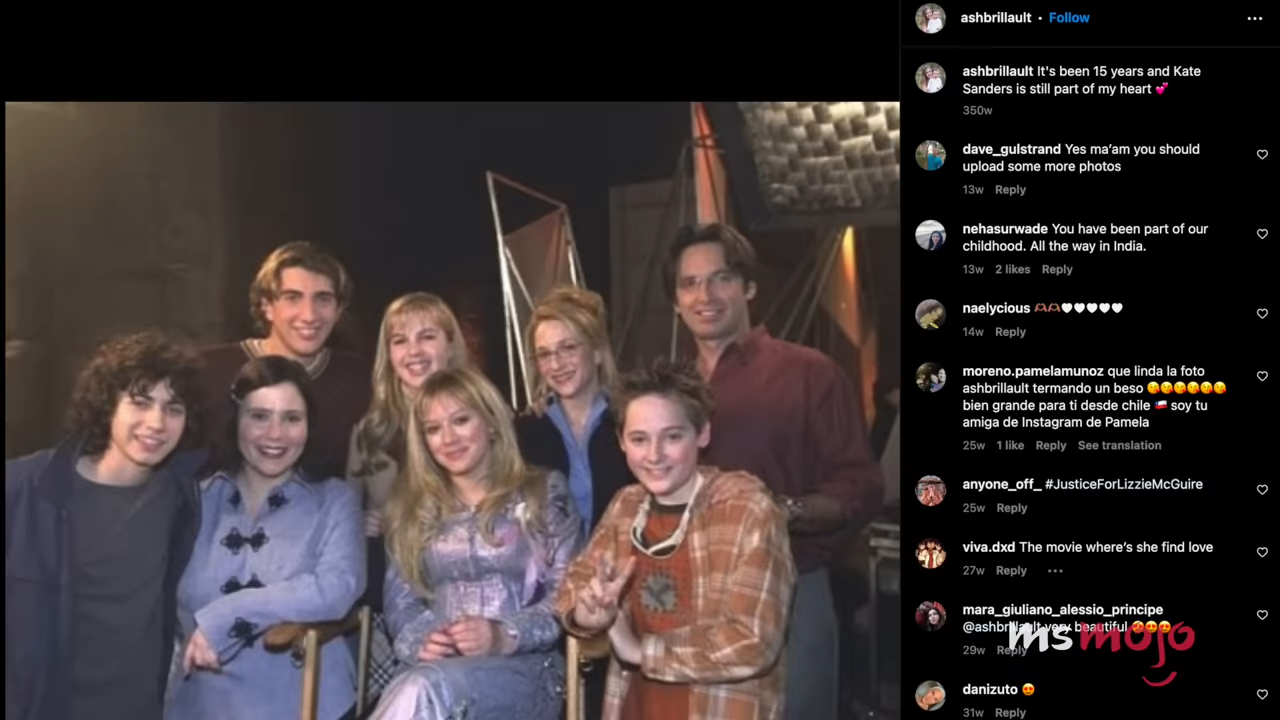 ashbrillault • Follow
ashbrillault It's been 15 years and Kate
Sanders is still part of my heart 💕
350w
dave_gulstrand Yes ma'am you should
upload some more photos
13w Reply
nehasurwade You have been part of our
childhood. All the way in India.
13w 2 likes Reply
naelycious 🫶🏾🫶🏾🤍🤍🤍🤍🤍
14w Reply
moreno.pamelamunoz que linda la foto
ashbrillault termando un beso 😘😘😘😘😘😘
bien grande para ti desde chile 🇨🇱 soy tu
amiga de Instagram de Pamela
25w 1 like Reply See translation
anyone_off_ #JusticeForLizzieMcGuire
25w Reply
viva.dxd The movie where's she find love
27w Reply
mara_giuliano_alessio_principe
@ashbrillault very beautiful 😍😍😍
29w Reply
msmojo
danizuto 😍
31w Reply